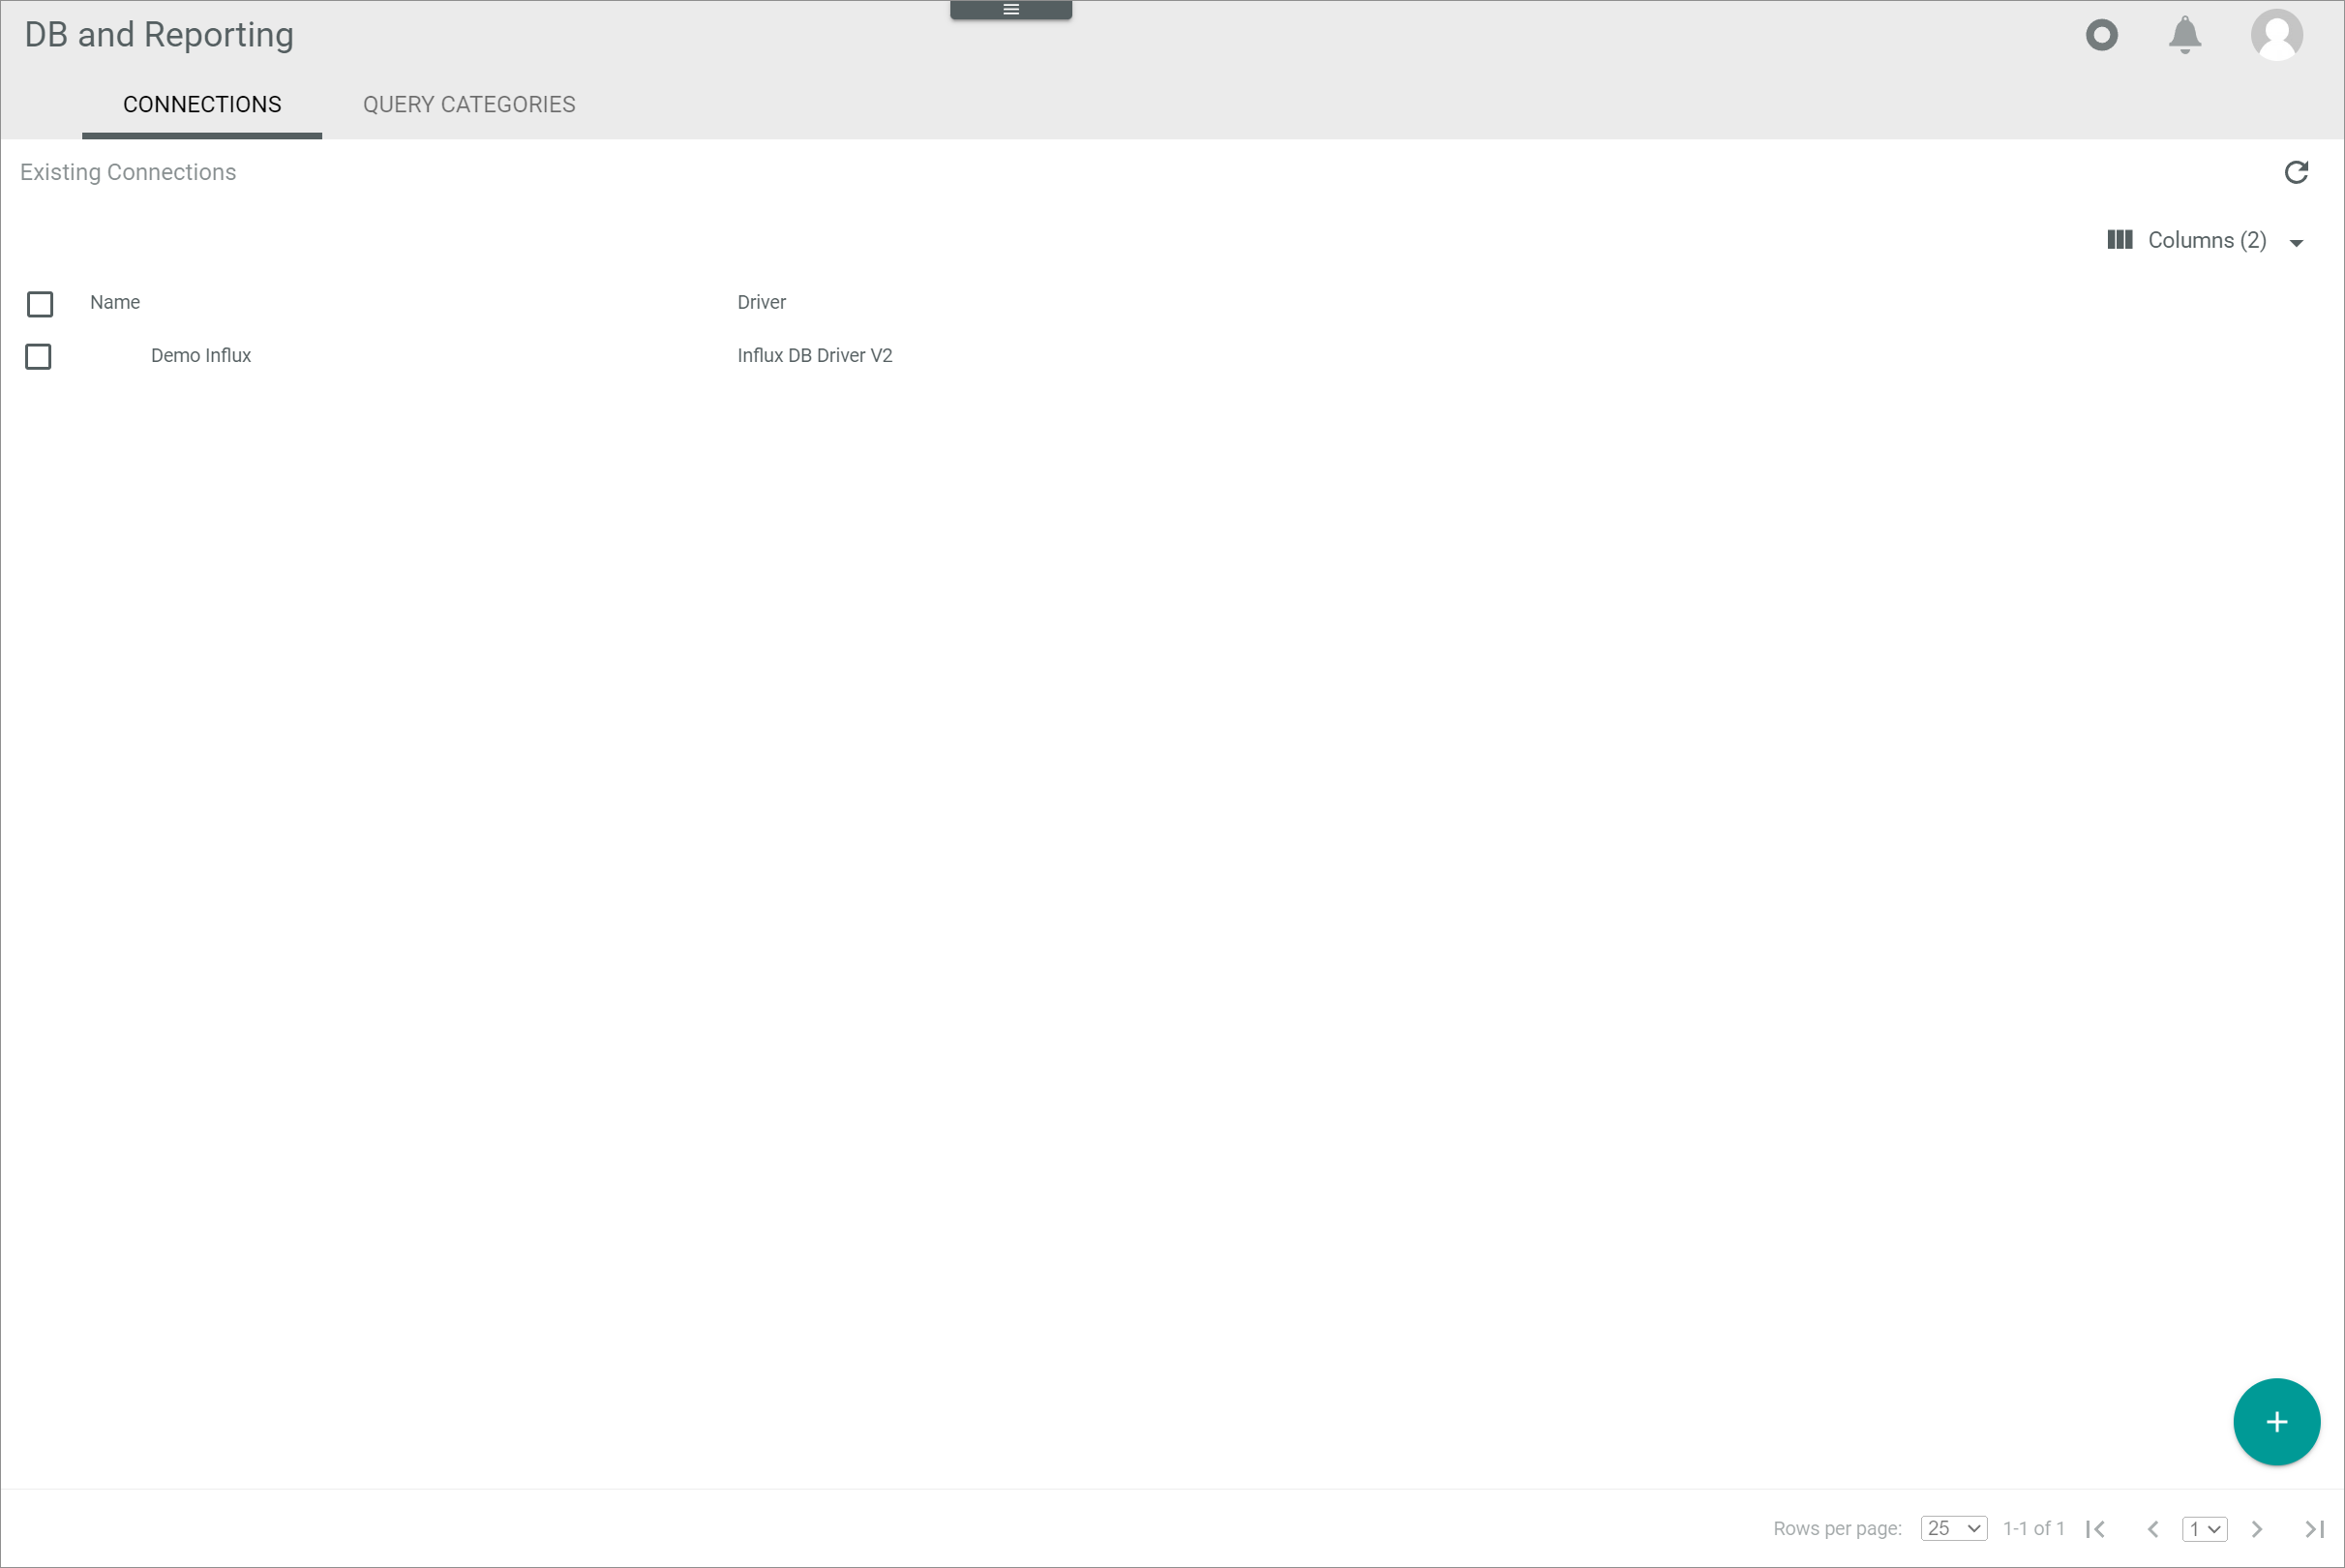 DB and Reporting
CONNECTIONS QUERY CATEGORIES
Existing Connections
Columns (2)
Name Driver
Demo Influx Influx DB Driver V2
Rows per page: 25 1-1 of 1 1